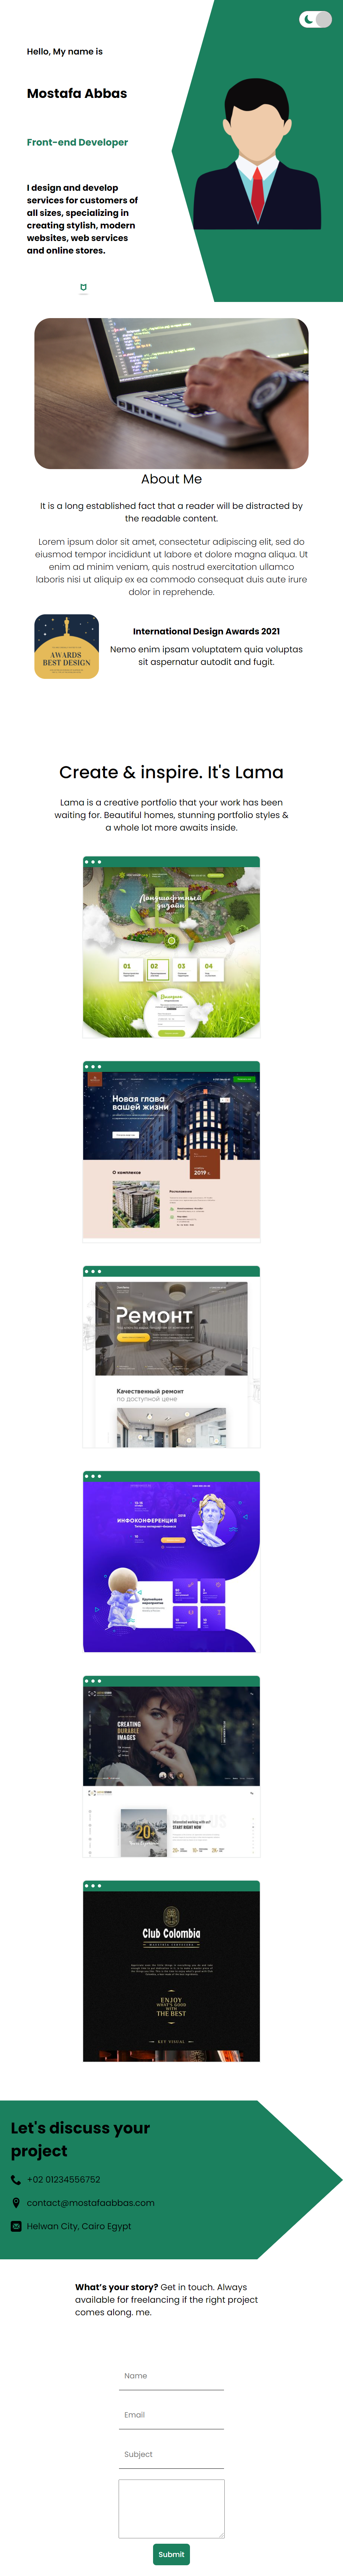 Hello, My name is
Mostafa Abbas
Front-end Developer
I design and develop
services for customers of
all sizes, specializing in
creating stylish, modern
websites, web services
and online stores.
About Me
It is a long established fact that a reader will be distracted by
the readable content.
Lorem ipsum dolor sit amet, consectetur adipiscing elit, sed do
eiusmod tempor incididunt ut labore et dolore magna aliqua. Ut
enim ad minim veniam, quis nostrud exercitation ullamco
laboris nisi ut aliquip ex ea commodo consequat duis aute irure
dolor in reprehende.
AWARDS
BEST DESIGN
International Design Awards 2021
Nemo enim ipsam voluptatem quia voluptas
sit aspernatur autodit and fugit.
Create & inspire. It's Lama
Lama is a creative portfolio that your work has been
waiting for. Beautiful homes, stunning portfolio styles &
a whole lot more awaits inside.
Ландшафтный
дизайн
01
02
03
04
Новая глава
вашей жизни
О комплексе
2019
Ремонт
Качественный ремонт
по доступной цене
ИНФОКОНФЕРЕНЦИЯ
CREATING
DURABLE
IMAGES
20
Interested working with us?
START RIGHT NOW
Club Colombia
ENJOY
WHAT'S GOOD
WITH
THE BEST
KEY VISUAL
Let's discuss your
project
+02 01234556752
contact@mostafaabbas.com
Helwan City, Cairo Egypt
What's your story? Get in touch. Always
available for freelancing if the right project
comes along. me.
Name
Email
Subject
Submit